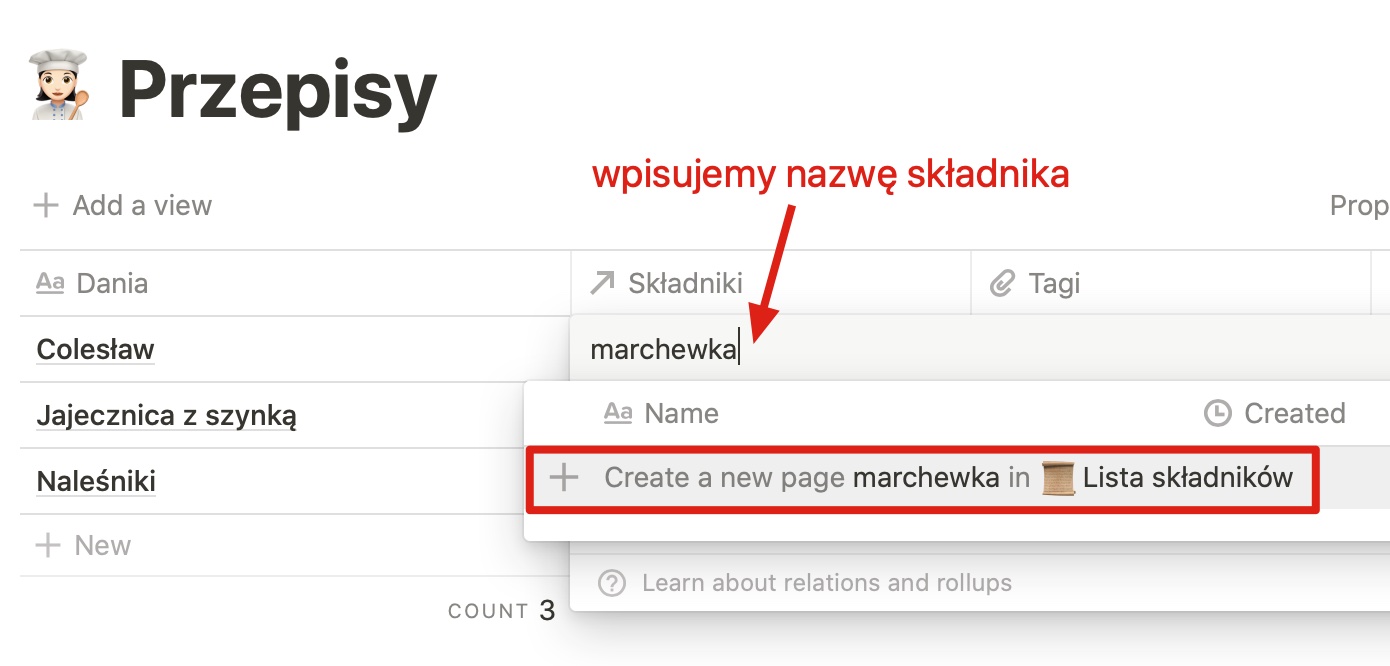 Przepisy
wpisujemy nazwę składnika
Add a view
Prop
Aa Dania
Składniki
Tagi
Colesław
marchewka
Aa Name
Created
Jajecznica z szynką
Create a new page marchewka in Lista składników
Naleśniki
New
Learn about relations and rollups
COUNT 3